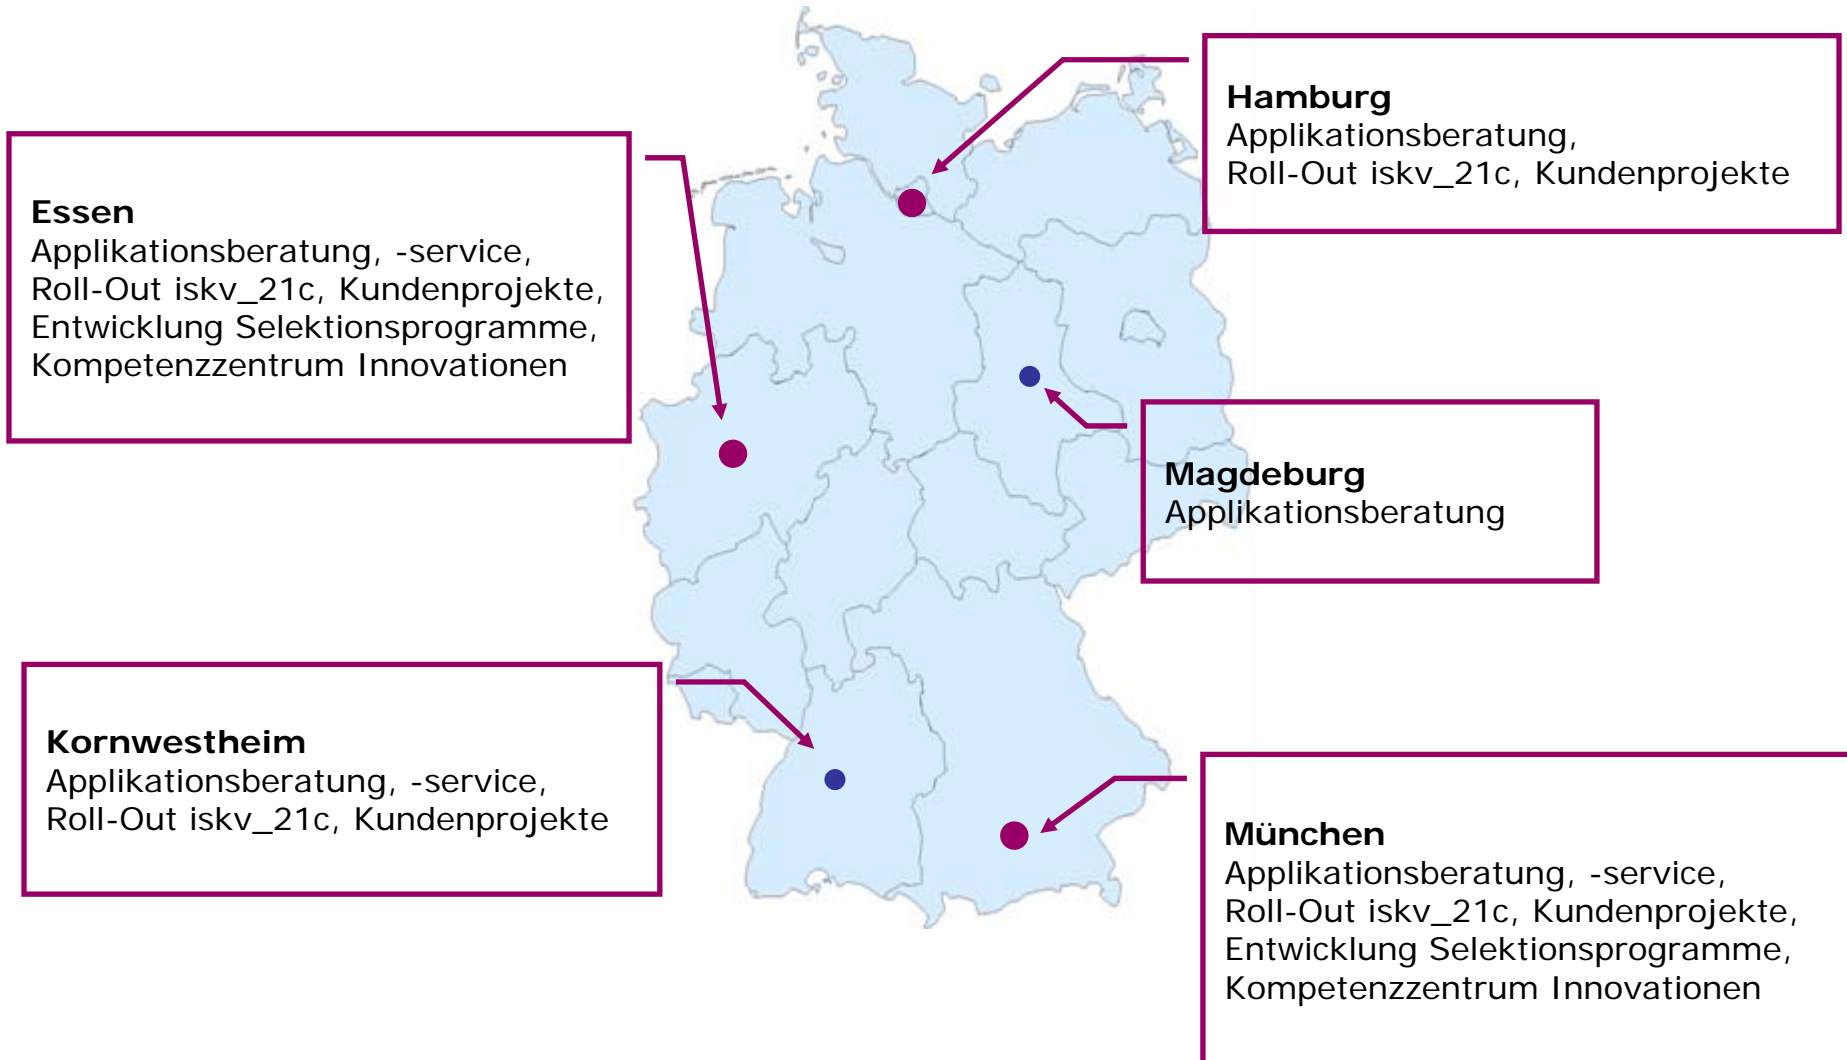 Hamburg
Applikationsberatung,
Roll-Out iskv_21c, Kundenprojekte
Essen
Applikationsberatung, -service,
Roll-Out iskv_21c, Kundenprojekte,
Entwicklung Selektionsprogramme,
Kompetenzzentrum Innovationen
Magdeburg
Applikationsberatung
Kornwestheim
Applikationsberatung, -service,
Roll-Out iskv_21c, Kundenprojekte
München
Applikationsberatung, -service,
Roll-Out iskv_21c, Kundenprojekte,
Entwicklung Selektionsprogramme,
Kompetenzzentrum Innovationen